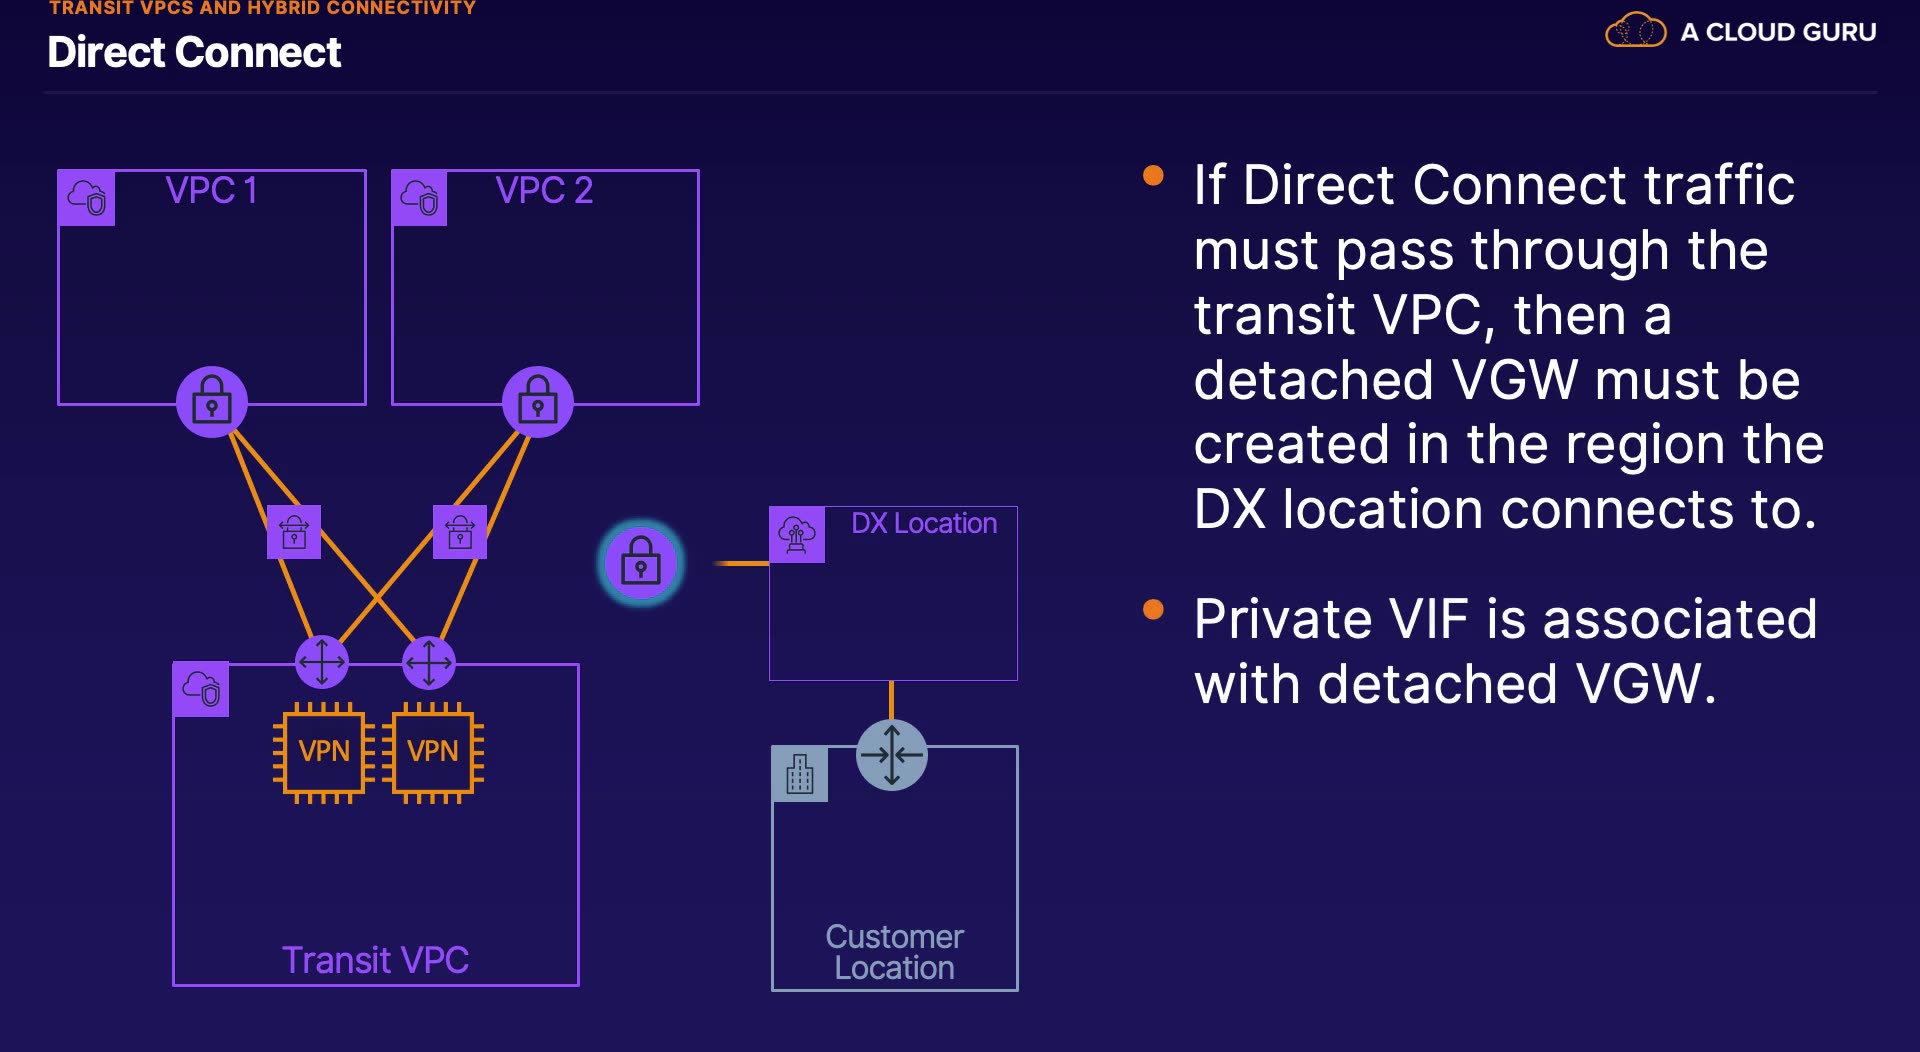 TRANSIT VPCS AND HYBRID CONNECTIVITY
Direct Connect
A CLOUD GURU
VPC 1
VPC 2
DX Location
VPN
VPN
Transit VPC
Customer
Location
If Direct Connect traffic
must pass through the
transit VPC, then a
detached VGW must be
created in the region the
DX location connects to.
Private VIF is associated
with detached VGW.